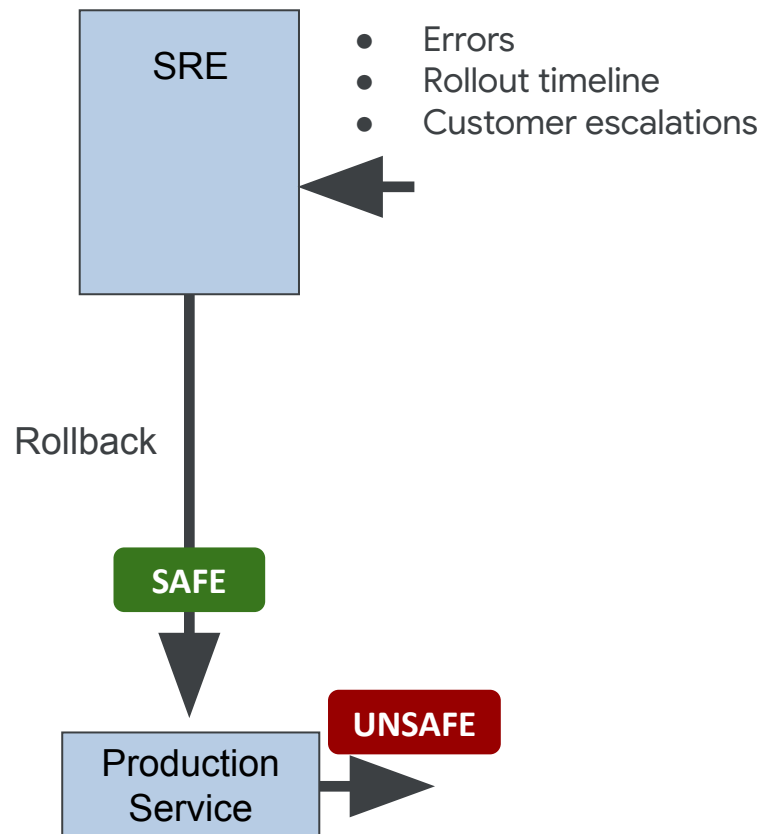 SRE
● Errors
● Rollout timeline
● Customer escalations
Rollback
SAFE
UNSAFE
Production
Service